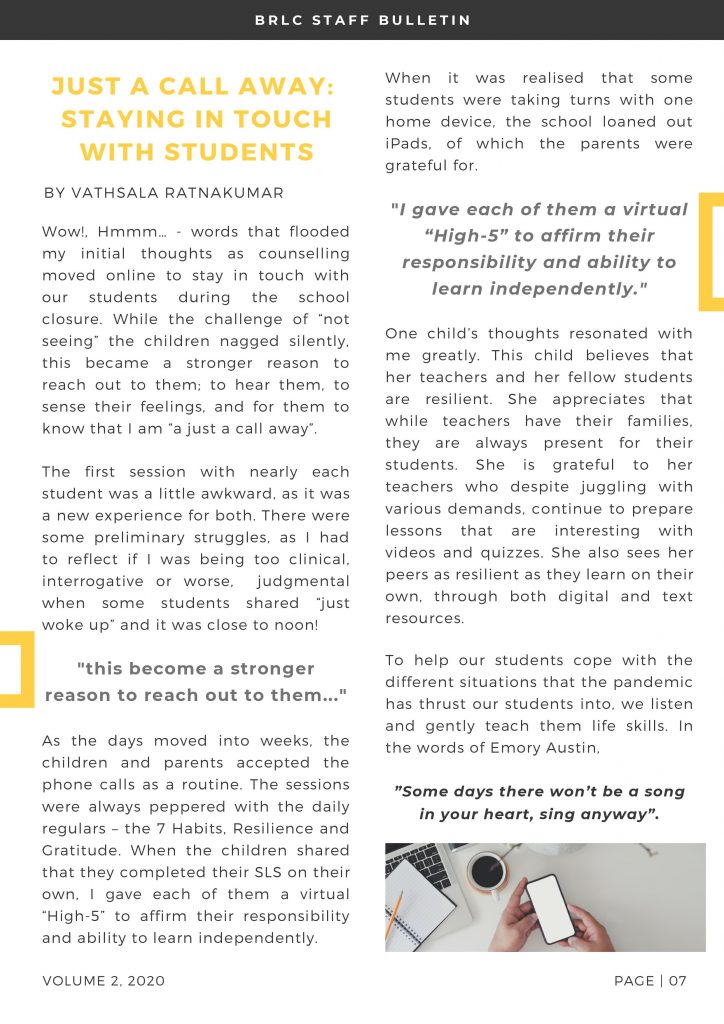 BRLC STAFF BULLETIN
JUST A CALL AWAY:
STAYING IN TOUCH
WITH STUDENTS
BY VATHSALA RATNAKUMAR
Wow!, Hmmm… - words that flooded
my initial thoughts as counselling
moved online to stay in touch with
our students during the school
closure. While the challenge of “not
seeing” the children nagged silently,
this became a stronger reason to
reach out to them; to hear them, to
sense their feelings, and for them to
know that I am “a just a call away”.
The first session with nearly each
student was a little awkward, as it was
a new experience for both. There were
some preliminary struggles, as I had
to reflect if I was being too clinical,
interrogative or worse, judgmental
when some students shared “just
woke up” and it was close to noon!
"this become a stronger
reason to reach out to them..."
As the days moved into weeks, the
children and parents accepted the
phone calls as a routine. The sessions
were always peppered with the daily
regulars – the 7 Habits, Resilience and
Gratitude. When the children shared
that they completed their SLS on their
own, I gave each of them a virtual
“High-5” to affirm their responsibility
and ability to learn independently.
When it was realised that some
students were taking turns with one
home device, the school loaned out
iPads, of which the parents were
grateful for.
"I gave each of them a virtual
“High-5” to affirm their
responsibility and ability to
learn independently."
One child’s thoughts resonated with
me greatly. This child believes that
her teachers and her fellow students
are resilient. She appreciates that
while teachers have their families,
they are always present for their
students. She is grateful to her
teachers who despite juggling with
various demands, continue to prepare
lessons that are interesting with
videos and quizzes. She also sees her
peers as resilient as they learn on their
own, through both digital and text
resources.
To help our students cope with the
different situations that the pandemic
has thrust our students into, we listen
and gently teach them life skills. In
the words of Emory Austin,
”Some days there won’t be a song
in your heart, sing anyway”.
VOLUME 2, 2020
PAGE | 07